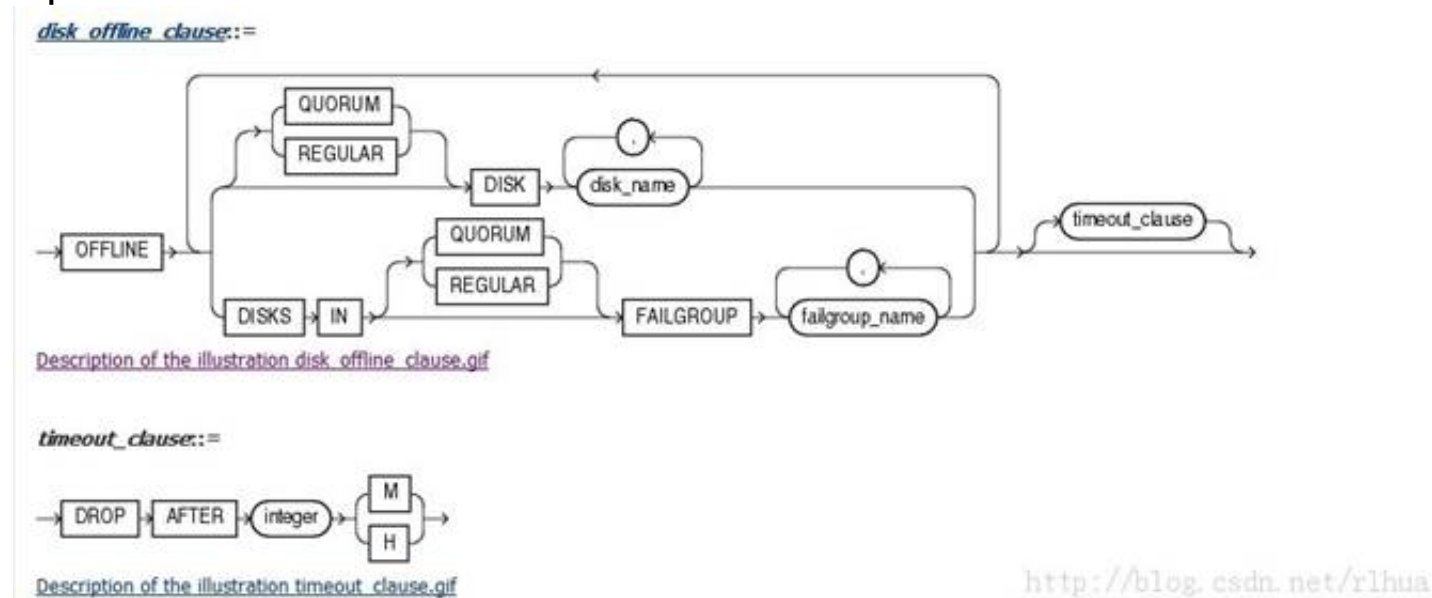 disk_offline_clause::=
QUORUM
REGULAR
DISK
,
disk_name
OFFLINE
timeout_clause
QUORUM
REGULAR
DISKS IN
FAILGROUP
,
failgroup_name
Description of the illustration disk_offline_clause.gif
timeout_clause::=
DROP AFTER integer
M
H
Description of the illustration timeout_clause.gif
http://blog.csdn.net/rlhua